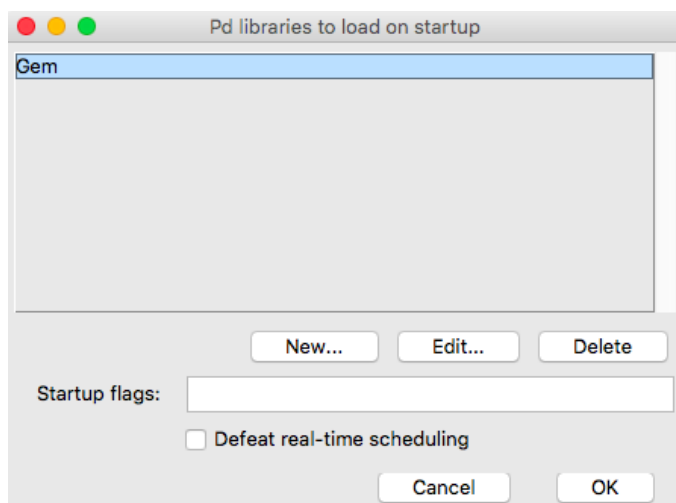 Pd libraries to load on startup
Gem
New... Edit... Delete
Startup flags:
Defeat real-time scheduling
Cancel OK